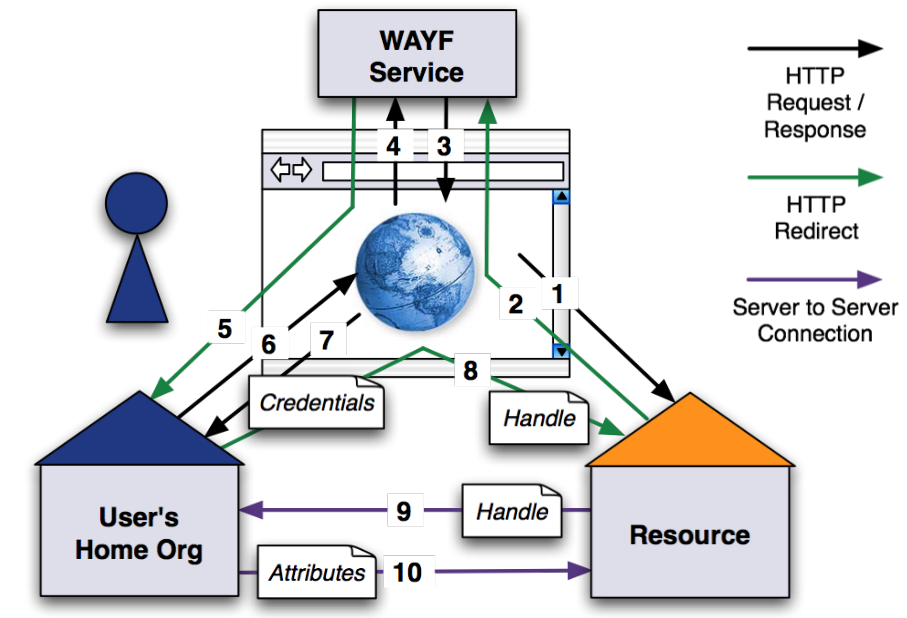 WAYF
Service
HTTP
Request /
Response
HTTP
Redirect
Server to Server
Connection
4
3
5
6
7
8
2
1
Credentials
Handle
User's
Home Org
9
Handle
Resource
Attributes
10